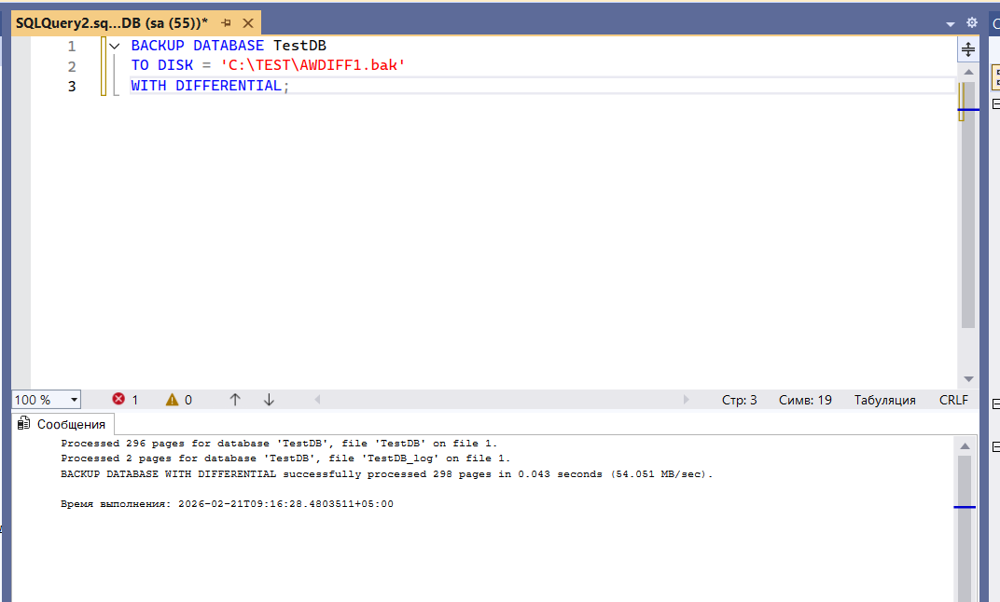 SQLQuery2.sq...DB (sa (55))*
1 BACKUP DATABASE TestDB
2 TO DISK = 'C:\TEST\AWDIFF1.bak'
3 WITH DIFFERENTIAL;
100 % 1 0 Стр: 3 Симв: 19 Табуляция CRLF
Сообщения
Processed 296 pages for database 'TestDB', file 'TestDB' on file 1.
Processed 2 pages for database 'TestDB', file 'TestDB_log' on file 1.
BACKUP DATABASE WITH DIFFERENTIAL successfully processed 298 pages in 0.043 seconds (54.051 MB/sec).
Время выполнения: 2026-02-21T09:16:28.4803511+05:00